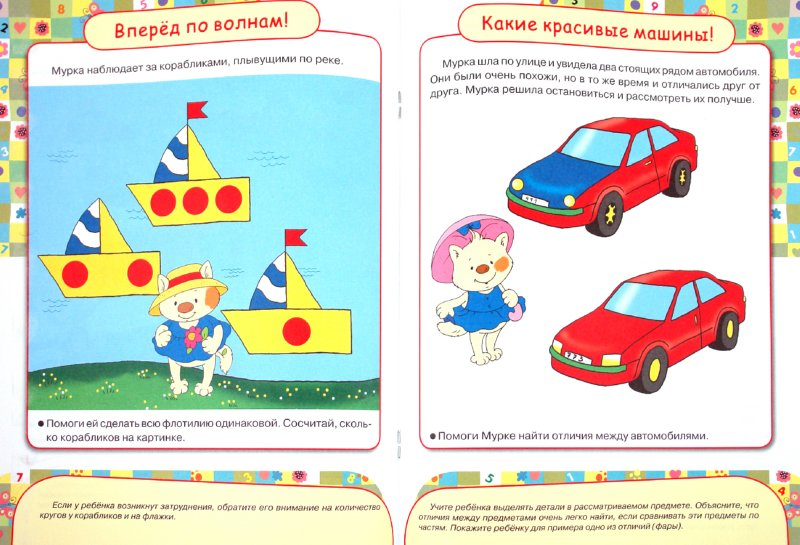 Вперёд по волнам!
Мурка наблюдает за корабликами, плывущими по реке.
● Помоги ей сделать всю флотилию одинаковой. Сосчитай, сколь-
ко корабликов на картинке.
Если у ребёнка возникнут затруднения, обратите его внимание на количество
кругов у корабликов и на флажки.
Какие красивые машины!
Мурка шла по улице и увидела два стоящих рядом автомобиля.
Они были очень похожи, но в то же время и отличались друг от
друга. Мурка решила остановиться и рассмотреть их получше.
● Помоги Мурке найти отличия между автомобилями.
Учите ребёнка выделять детали в рассматриваемом предмете. Объясните, что
отличия между предметами очень легко найти, если сравнивать эти предметы по
частям. Покажите ребёнку для примера одно из отличий (фары).